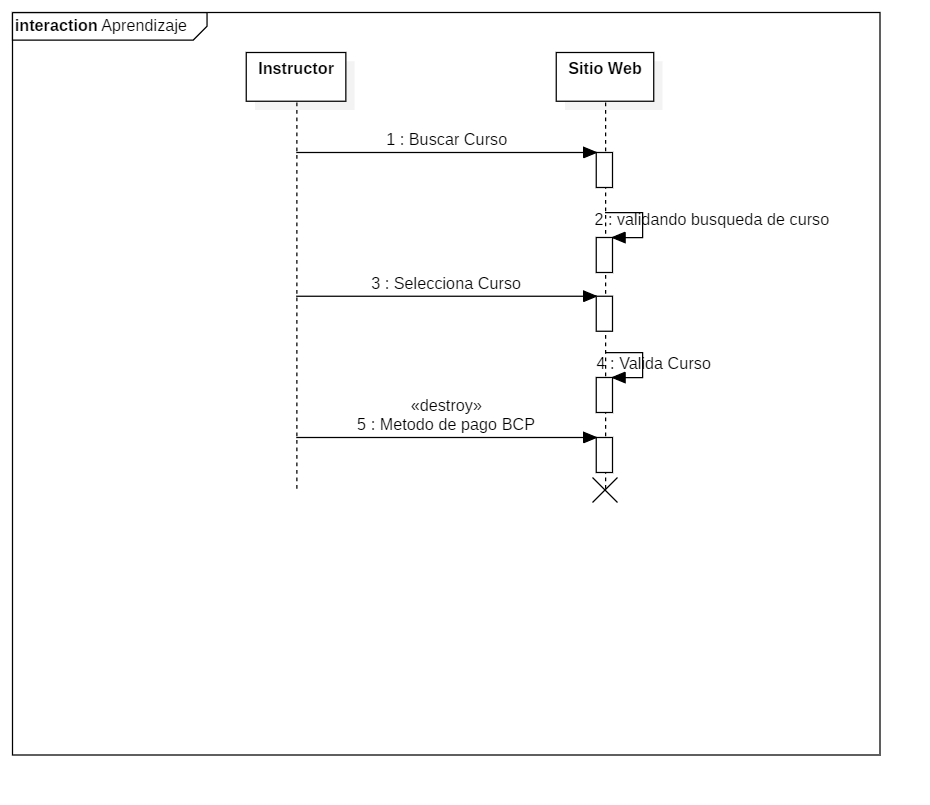 interaction Aprendizaje
Instructor
Sitio Web
1 : Buscar Curso
2 : validando busqueda de curso
3 : Selecciona Curso
4 : Valida Curso
«destroy»
5 : Metodo de pago BCP